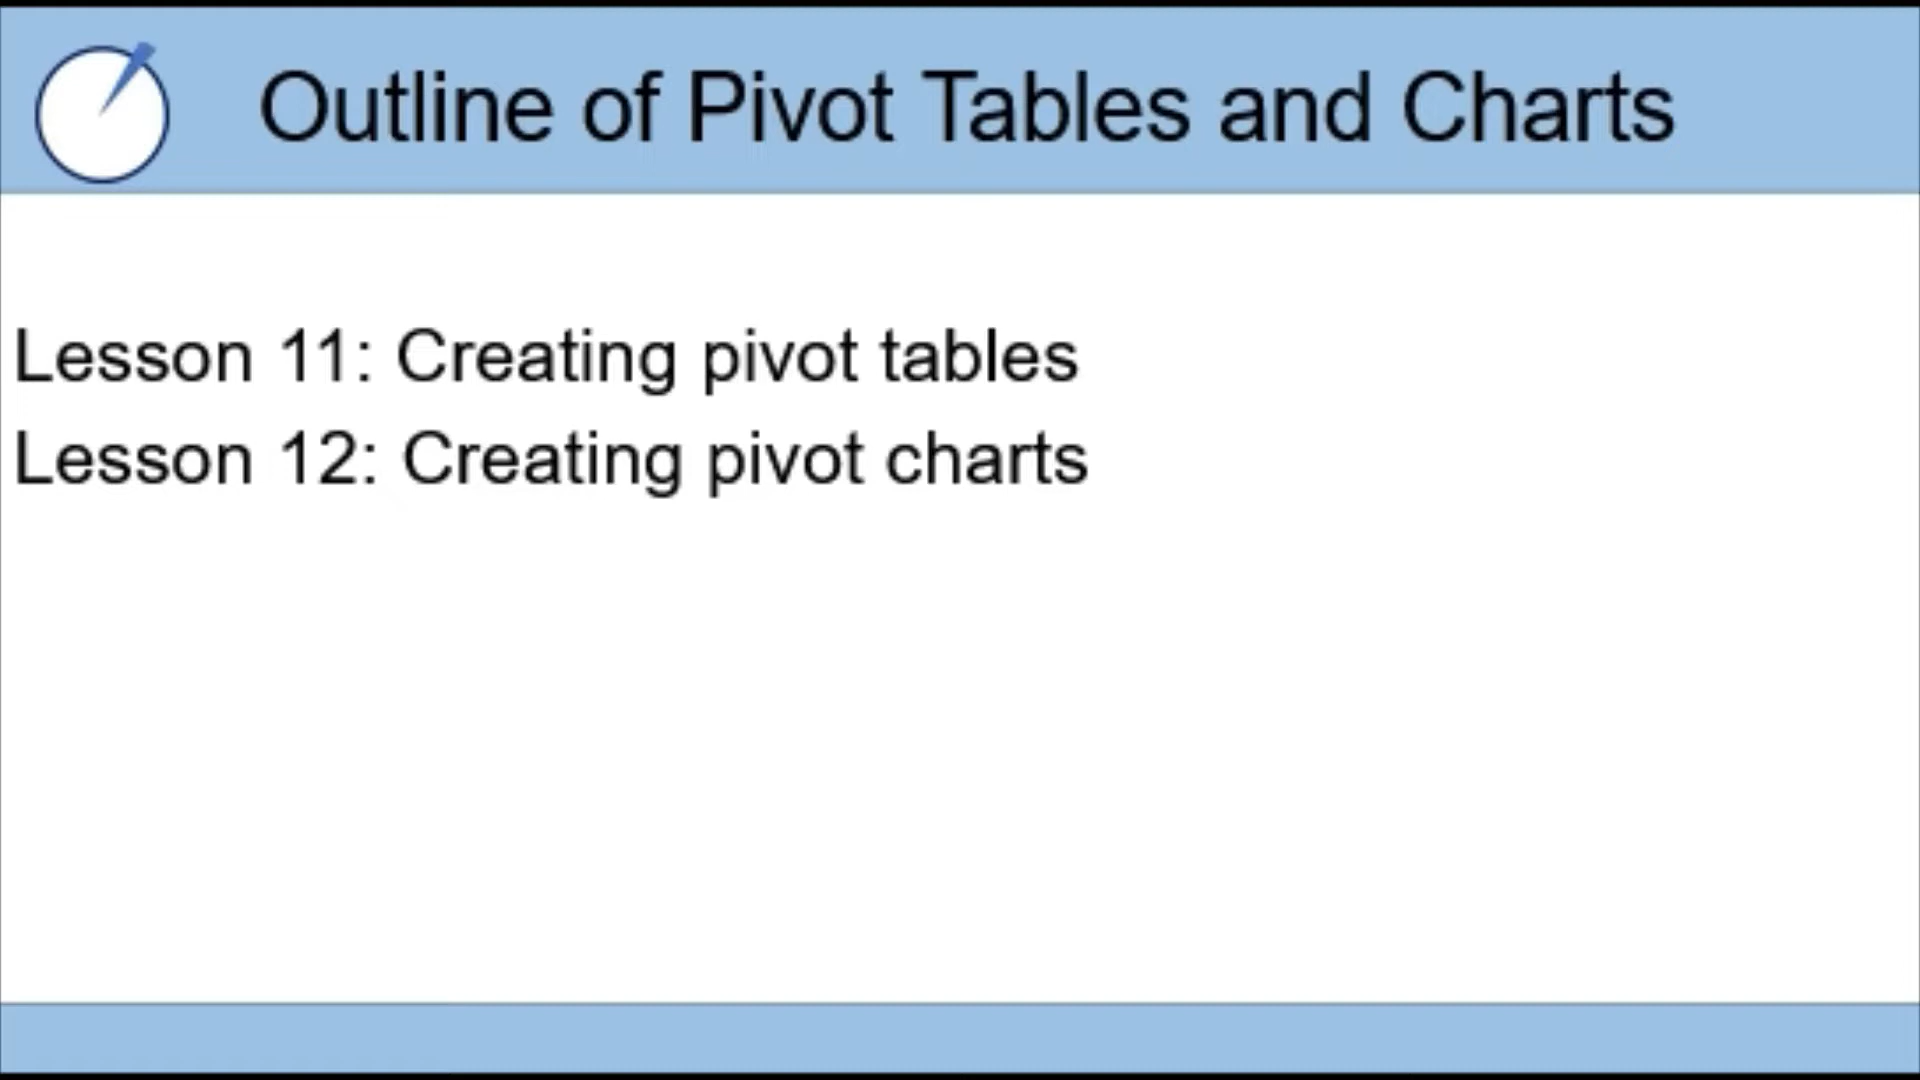 Outline of Pivot Tables and Charts
Lesson 11: Creating pivot tables
Lesson 12: Creating pivot charts